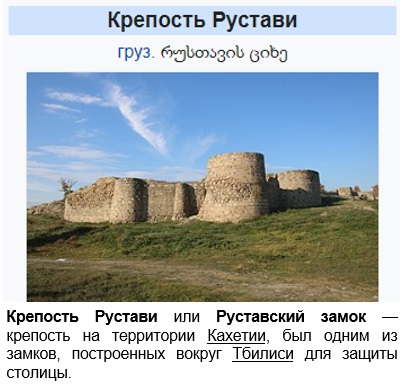 Крепость Рустави
груз. რუსთავის ციხე
Крепость Рустави или Руставский замок —
крепость на территории Кахетии, был одним из
замков, построенных вокруг Тбилиси для защиты
столицы.